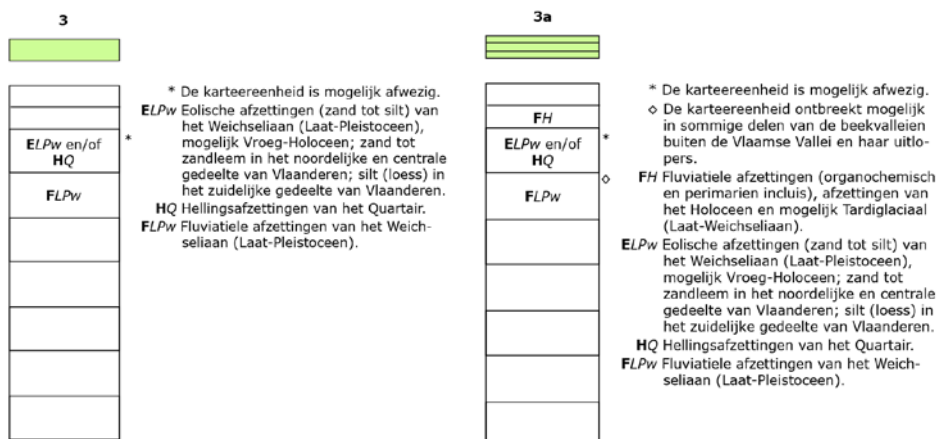 3
* De karteereenheid is mogelijk afwezig.
ELPw Eolische afzettingen (zand tot silt) van
het Weichseliaan (Laat-Pleistoceen),
mogelijk Vroeg-Holoceen; zand tot
zandleem in het noordelijke en centrale
gedeelte van Vlaanderen; silt (loess) in
het zuidelijke gedeelte van Vlaanderen.
HQ Hellingsafzettingen van het Quartair.
FLPw Fluviatiele afzettingen van het Weich-
seliaan (Laat-Pleistoceen).
ELPw en/of *
HQ
FLPw
3a
* De karteereenheid is mogelijk afwezig.
◇ De karteereenheid ontbreekt mogelijk
in sommige delen van de beekvalleien
buiten de Vlaamse Vallei en haar uitlo-
pers.
FH Fluviatiele afzettingen (organochemisch
en perimarien incluis), afzettingen van
het Holoceen en mogelijk Tardiglaciaal
(Laat-Weichseliaan).
ELPw Eolische afzettingen (zand tot silt) van
het Weichseliaan (Laat-Pleistoceen),
mogelijk Vroeg-Holoceen; zand tot
zandleem in het noordelijke en centrale
gedeelte van Vlaanderen; silt (loess) in
het zuidelijke gedeelte van Vlaanderen.
HQ Hellingsafzettingen van het Quartair.
FLPw Fluviatiele afzettingen van het Weich-
seliaan (Laat-Pleistoceen).
FH
ELPw en/of *
HQ
FLPw ◇